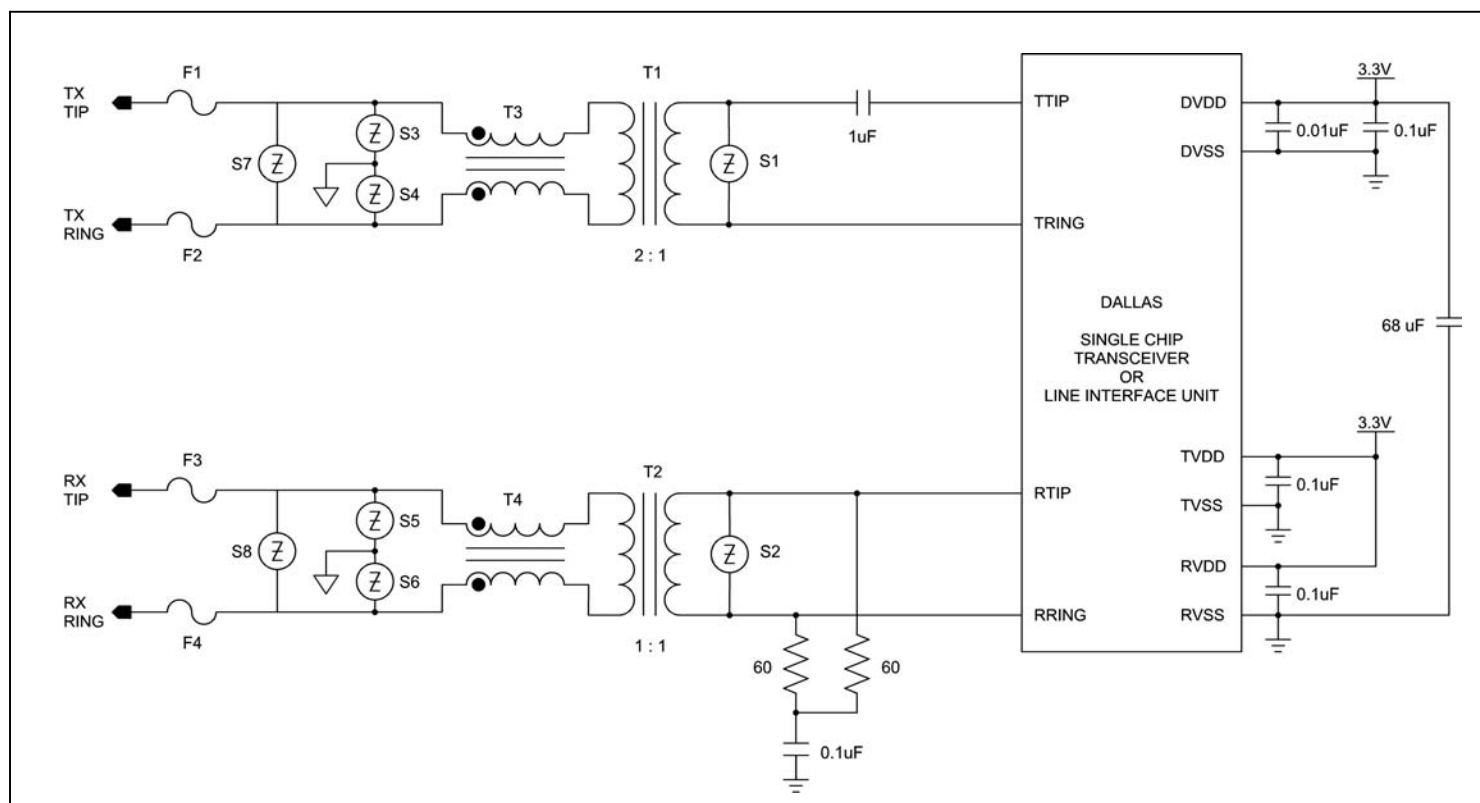 F1
TX
TIP
T3
T1
S7
S3
S4
S1
1uF
TX
RING
F2
2 : 1
TTIP
TRING
DVDD
DVSS
3.3V
0.01uF
0.1uF
DALLAS
SINGLE CHIP
TRANSCEIVER
OR
LINE INTERFACE UNIT
68 uF
F3
RX
TIP
T4
T2
S8
S5
S6
S2
RX
RING
F4
1 : 1
60
60
0.1uF
RTIP
RRING
TVDD
TVSS
RVDD
RVSS
3.3V
0.1uF
0.1uF